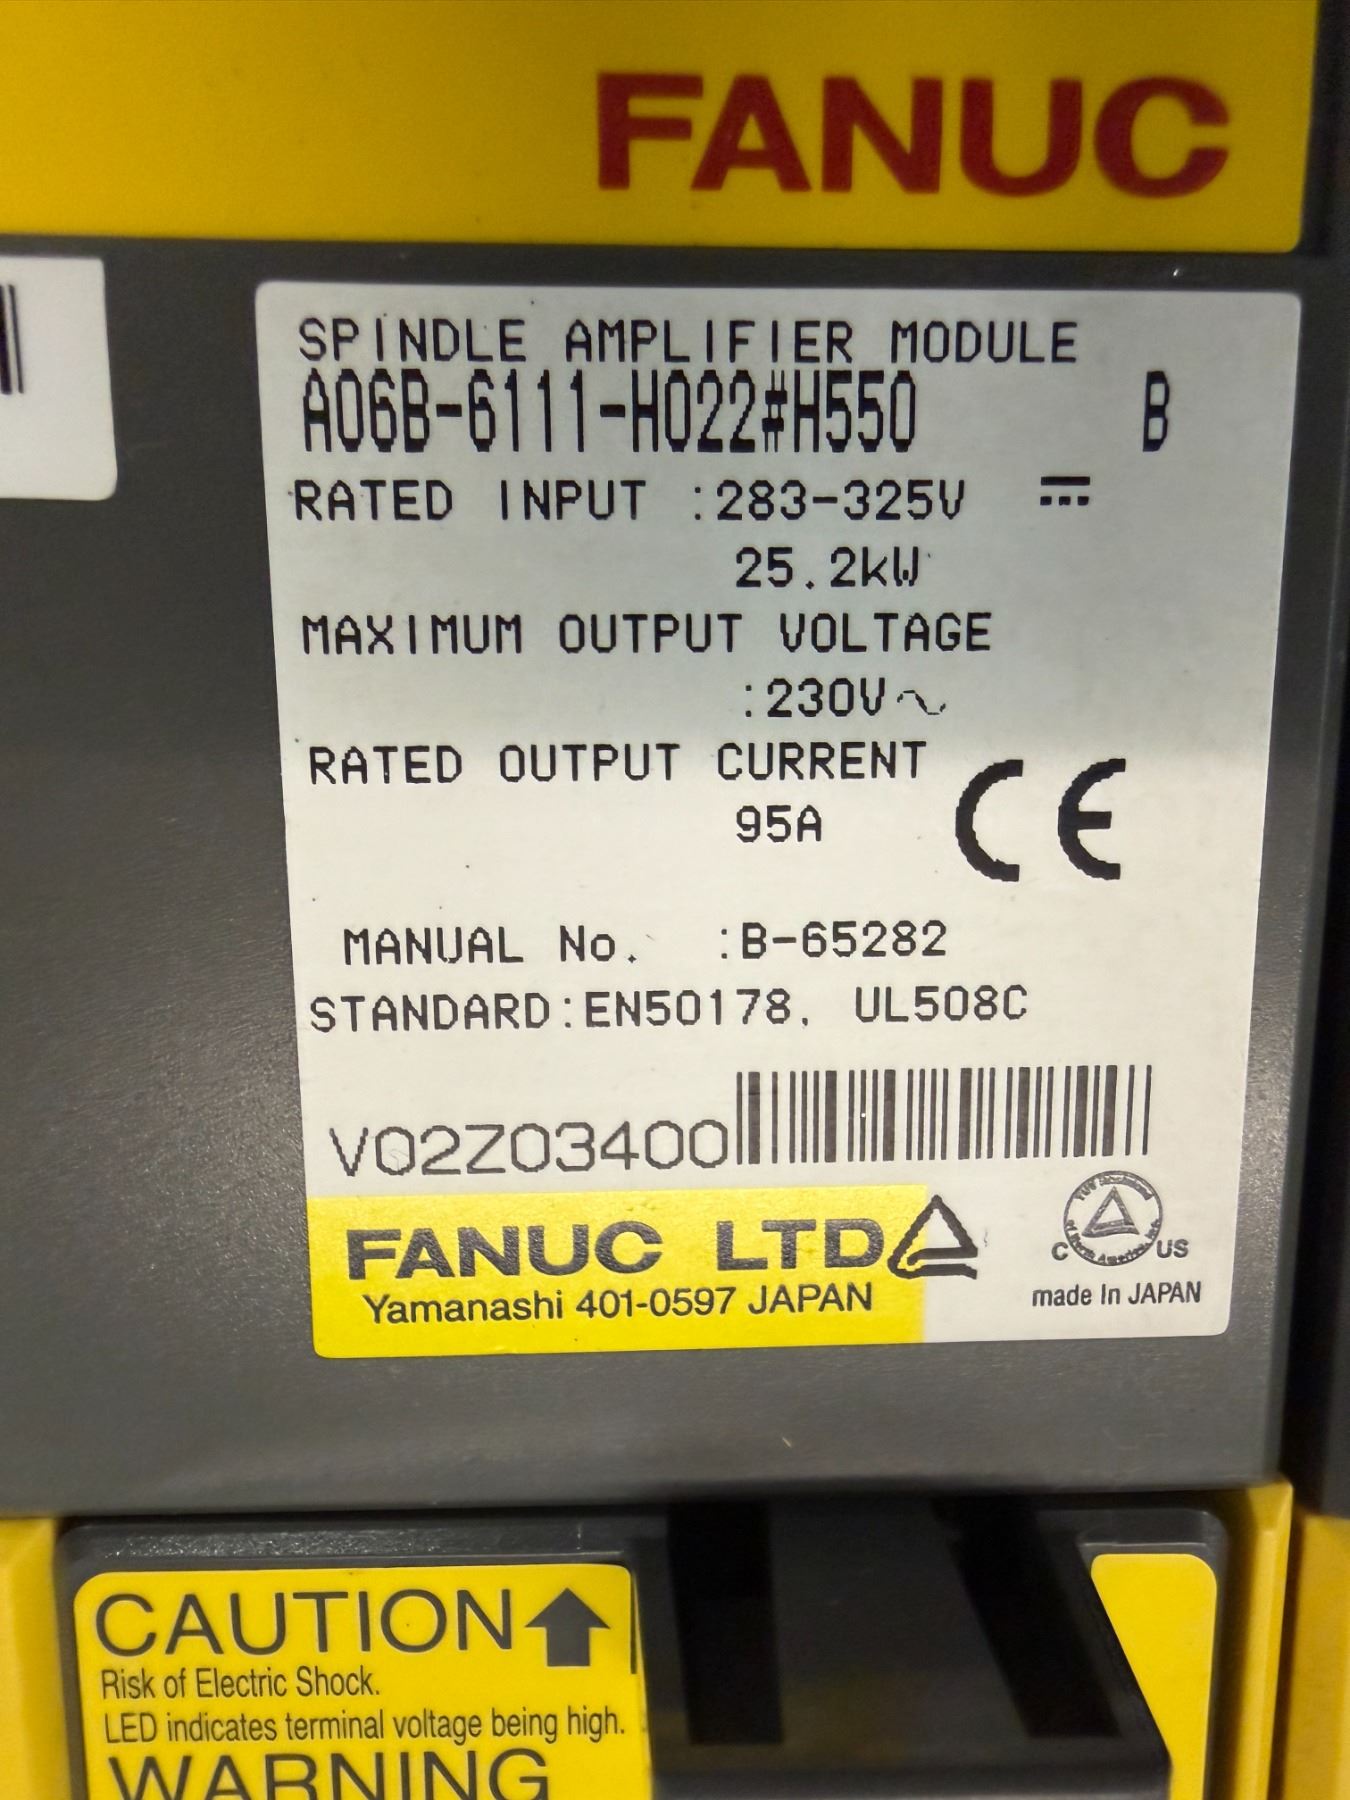 FANUC
SPINDLE AMPLIFIER MODULE
A06B-6111-H022#H550 B
RATED INPUT :283-325V ⎓
25.2kW
MAXIMUM OUTPUT VOLTAGE
:230V∿
RATED OUTPUT CURRENT
95A CE
MANUAL No. :B-65282
STANDARD:EN50178, UL508C
V02Z03400
FANUC LTD
C US
Yamanashi 401-0597 JAPAN
made In JAPAN
CAUTION
Risk of Electric Shock.
LED indicates terminal voltage being high.
WARNING